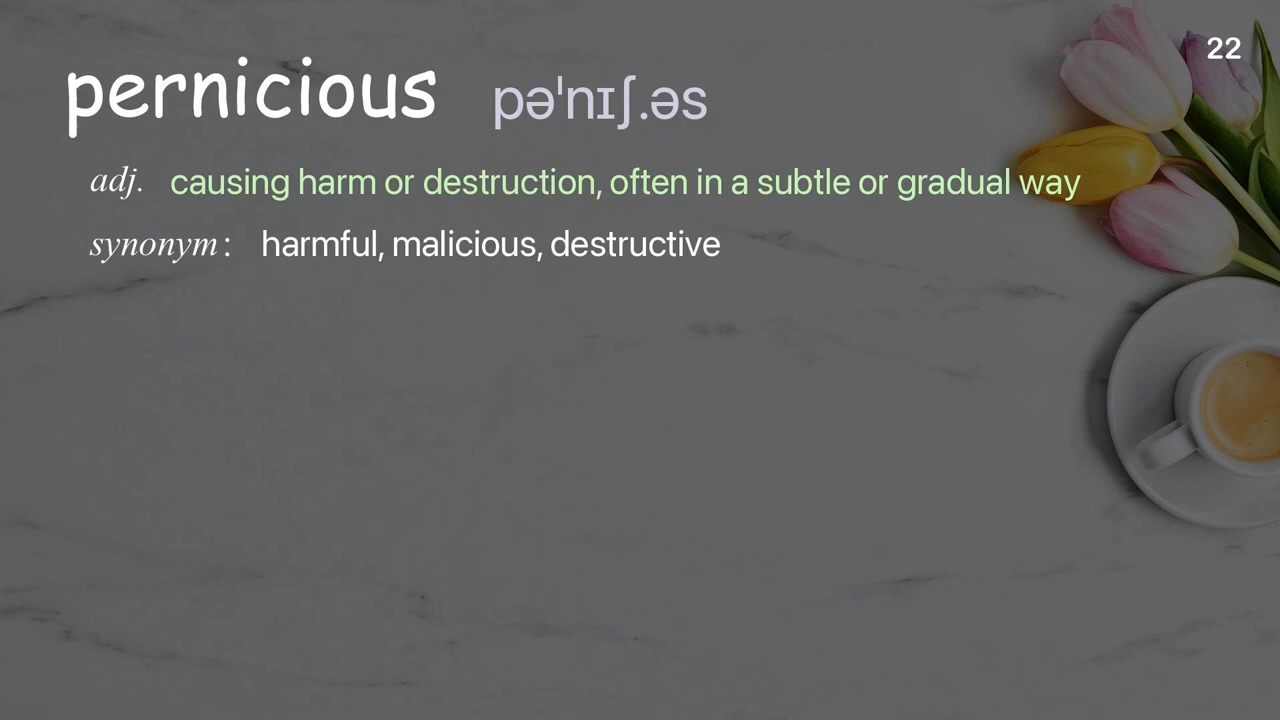 22
pernicious pəˈnɪʃ.əs
adj. causing harm or destruction, often in a subtle or gradual way
synonym: harmful, malicious, destructive